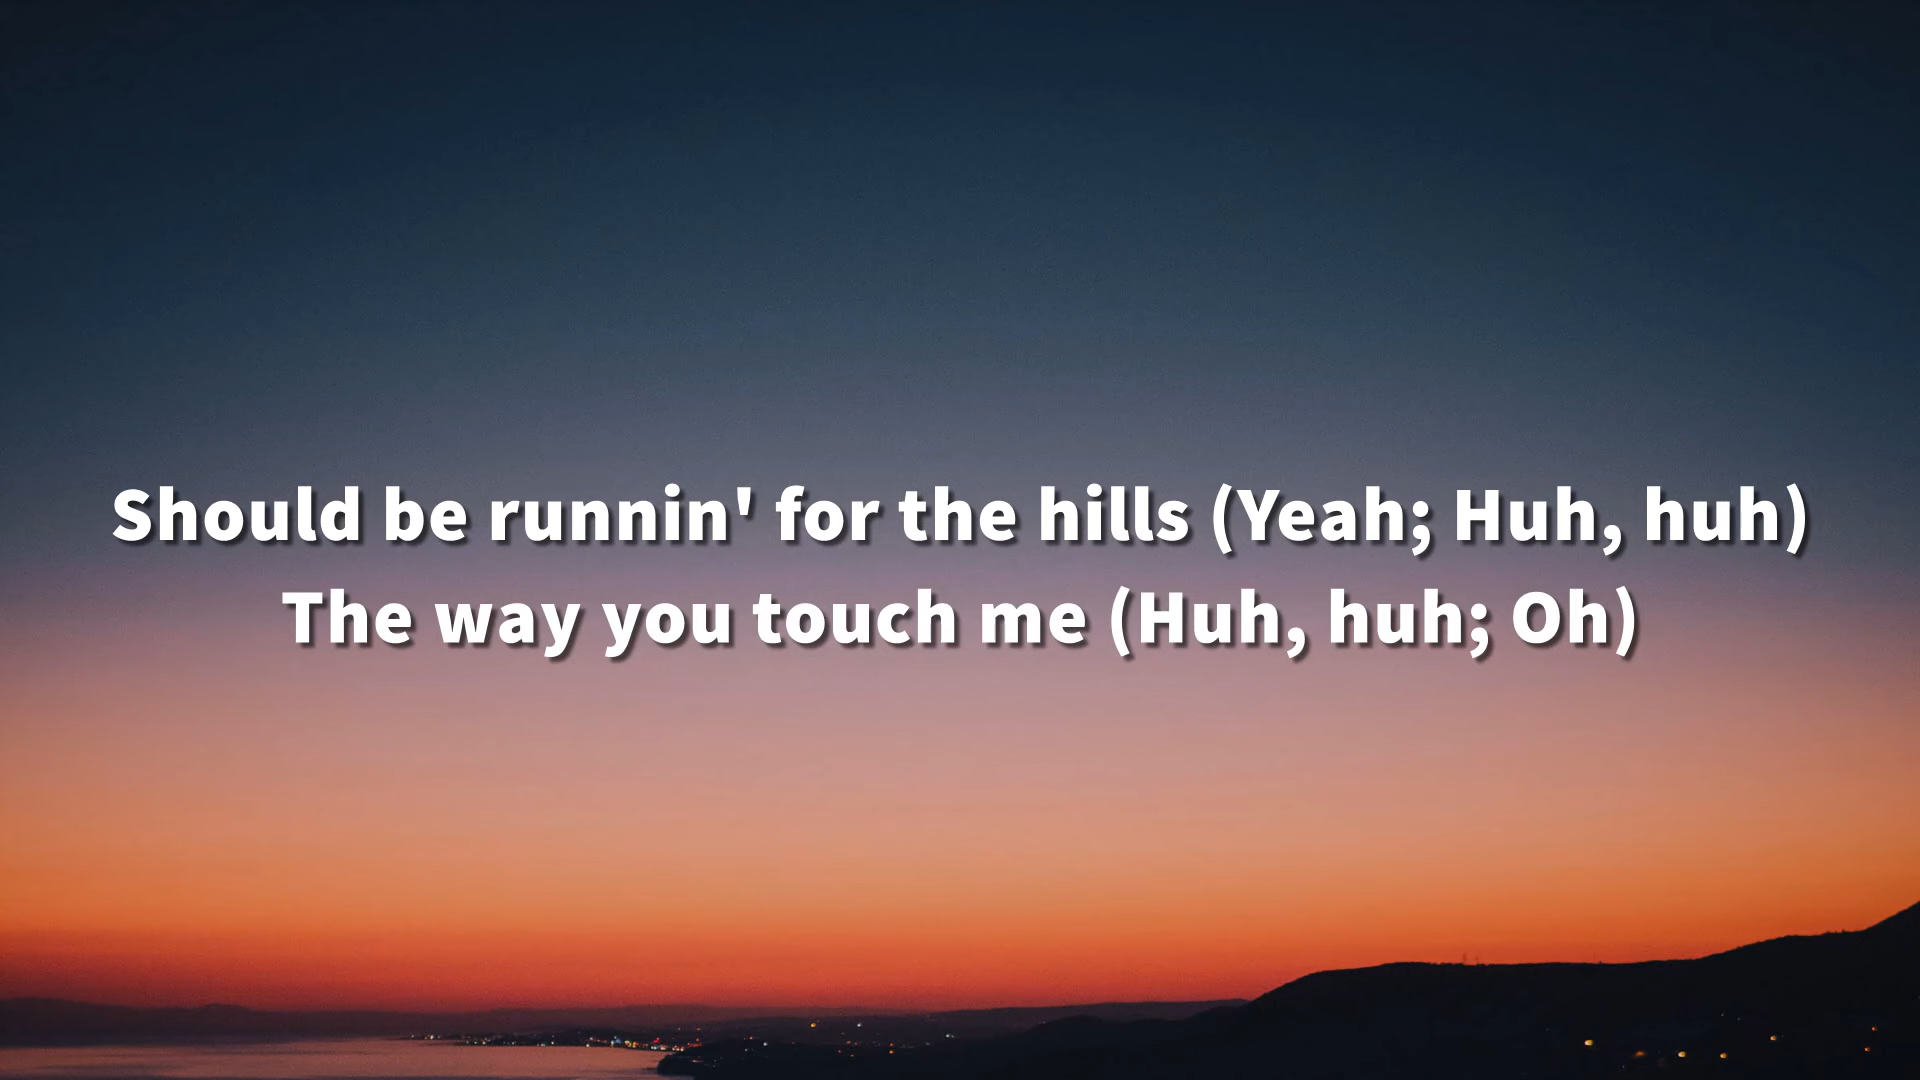 Should be runnin' for the hills (Yeah; Huh, huh)
The way you touch me (Huh, huh; Oh)